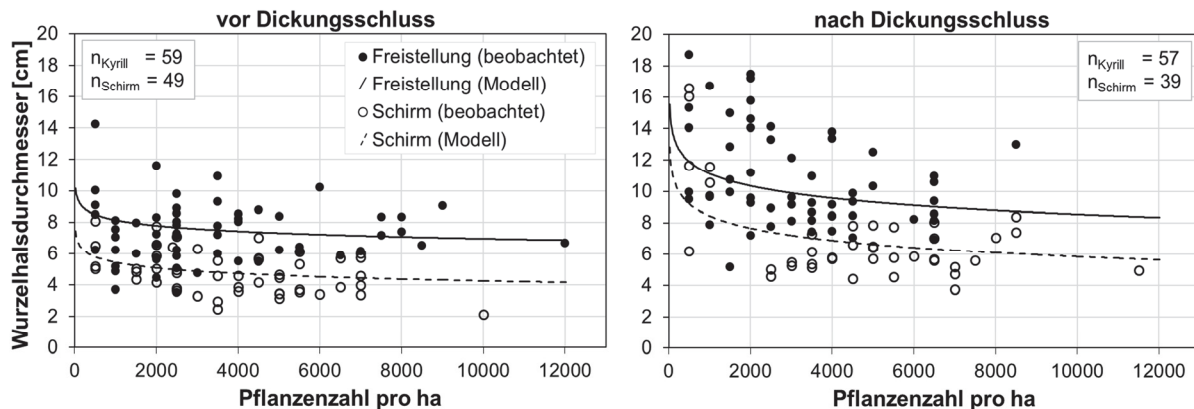 vor Dickungsschluss
Wurzelhalsdurchmesser [cm]
20
18
16
14
12
10
8
6
4
2
0
n_Kyrill = 59
n_Schirm = 49
Freistellung (beobachtet)
Freistellung (Modell)
Schirm (beobachtet)
Schirm (Modell)
0 2000 4000 6000 8000 10000 12000
Pflanzenzahl pro ha
nach Dickungsschluss
20
18
16
14
12
10
8
6
4
2
0
n_Kyrill = 57
n_Schirm = 39
0 2000 4000 6000 8000 10000 12000
Pflanzenzahl pro ha